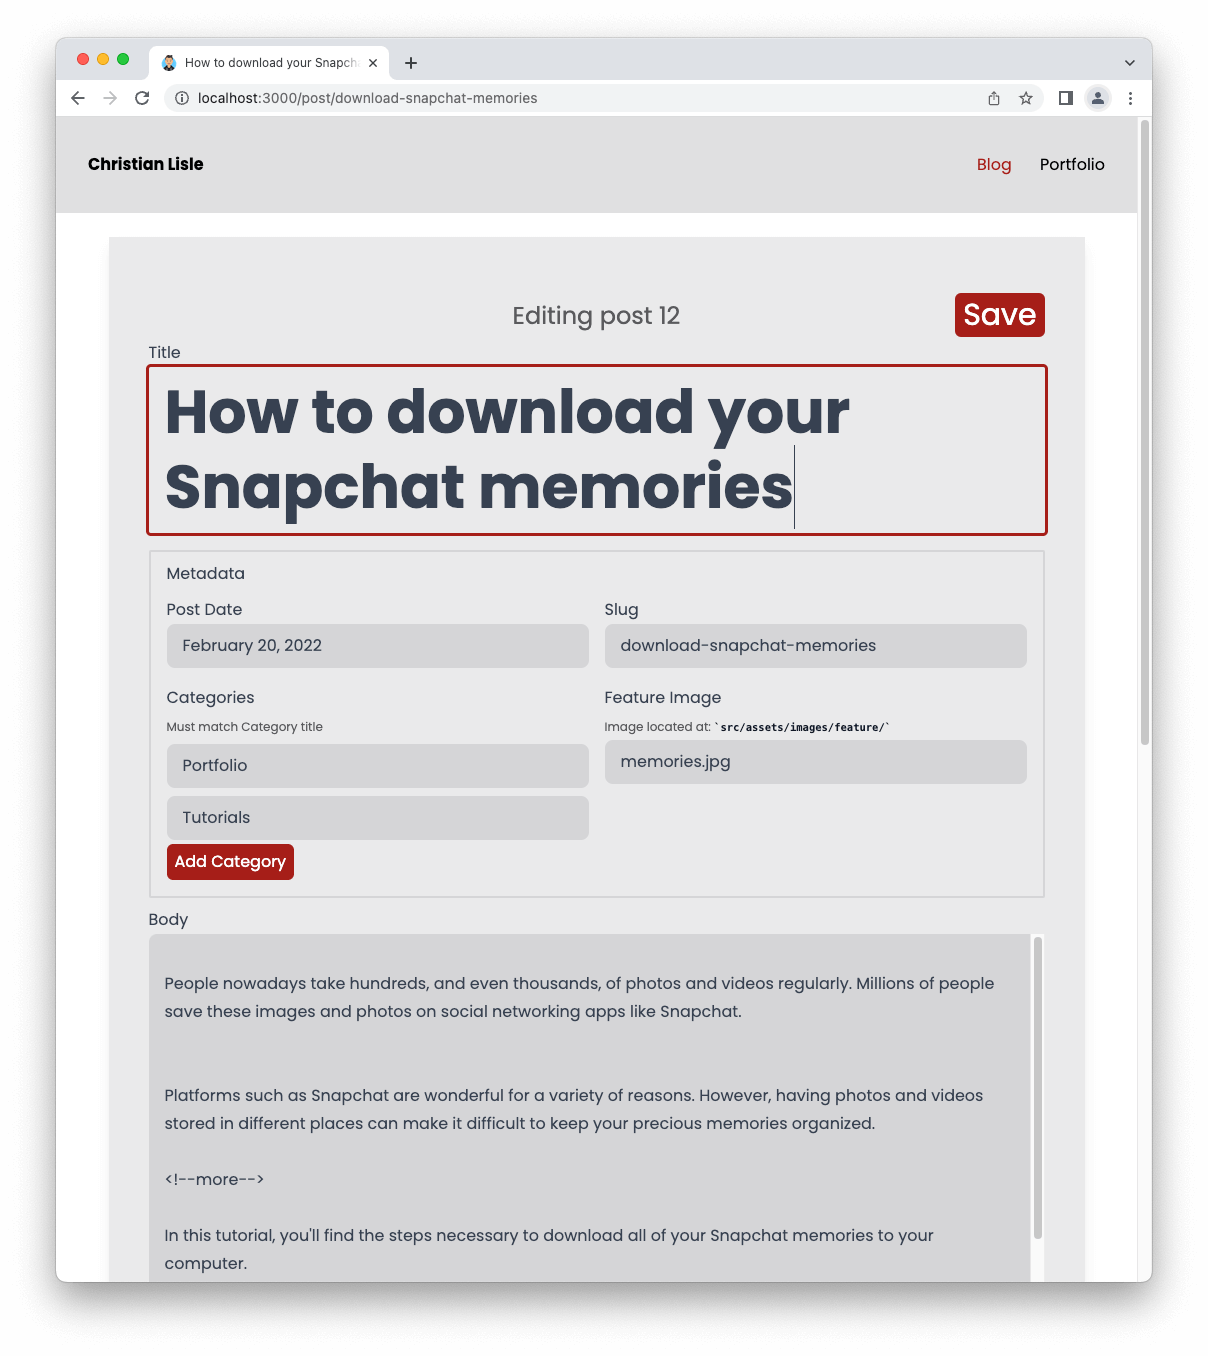 How to download your Snapch
localhost:3000/post/download-snapchat-memories
Christian Lisle
Blog
Portfolio
Editing post 12
Save
Title
How to download your
Snapchat memories
Metadata
Post Date
Slug
February 20, 2022
download-snapchat-memories
Categories
Feature Image
Must match Category title
Image located at: `src/assets/images/feature/`
Portfolio
memories.jpg
Tutorials
Add Category
Body
People nowadays take hundreds, and even thousands, of photos and videos regularly. Millions of people
save these images and photos on social networking apps like Snapchat.
Platforms such as Snapchat are wonderful for a variety of reasons. However, having photos and videos
stored in different places can make it difficult to keep your precious memories organized.
<!--more-->
In this tutorial, you'll find the steps necessary to download all of your Snapchat memories to your
computer.